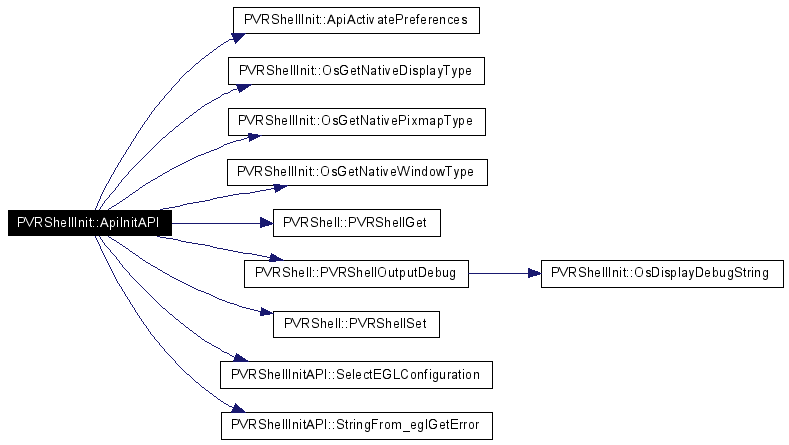 PVRShellInit::ApiActivatePreferences
PVRShellInit::OsGetNativeDisplayType
PVRShellInit::OsGetNativePixmapType
PVRShellInit::OsGetNativeWindowType
PVRShellInit::ApiInitAPI
PVRShell::PVRShellGet
PVRShell::PVRShellOutputDebug
PVRShellInit::OsDisplayDebugString
PVRShell::PVRShellSet
PVRShellInitAPI::SelectEGLConfiguration
PVRShellInitAPI::StringFrom_eglGetError